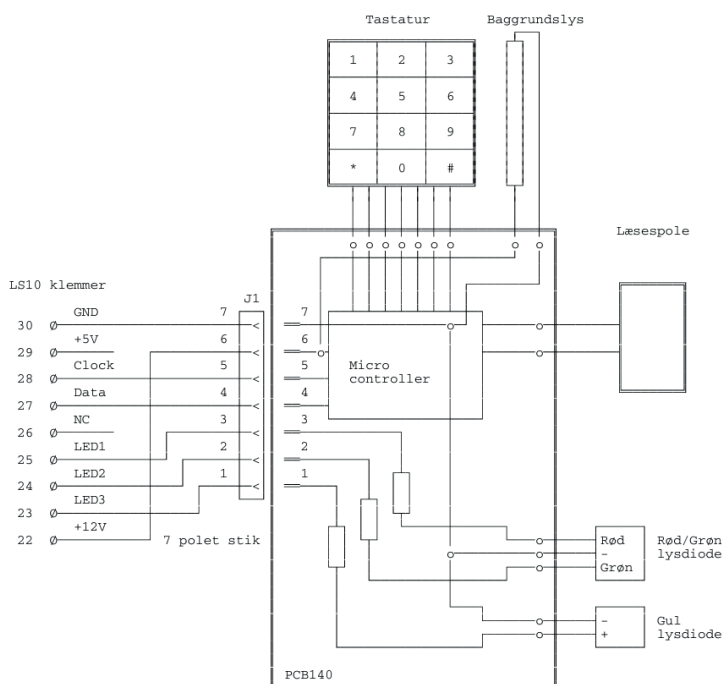 Tastatur
Baggrundslys
1 2 3
4 5 6
7 8 9
* 0 #
Læsespole
LS10 klemmer
J1
GND 7 7
30
+5V 6 6
29
Clock 5 5
28
Data 4 4
27
NC 3 3
26
LED1 2 2
25
LED2 1 1
24
LED3
23
+12V
22
7 polet stik
Micro
controller
Rød
-
Grøn
Rød/Grøn
lysdiode
-
+
Gul
lysdiode
PCB140